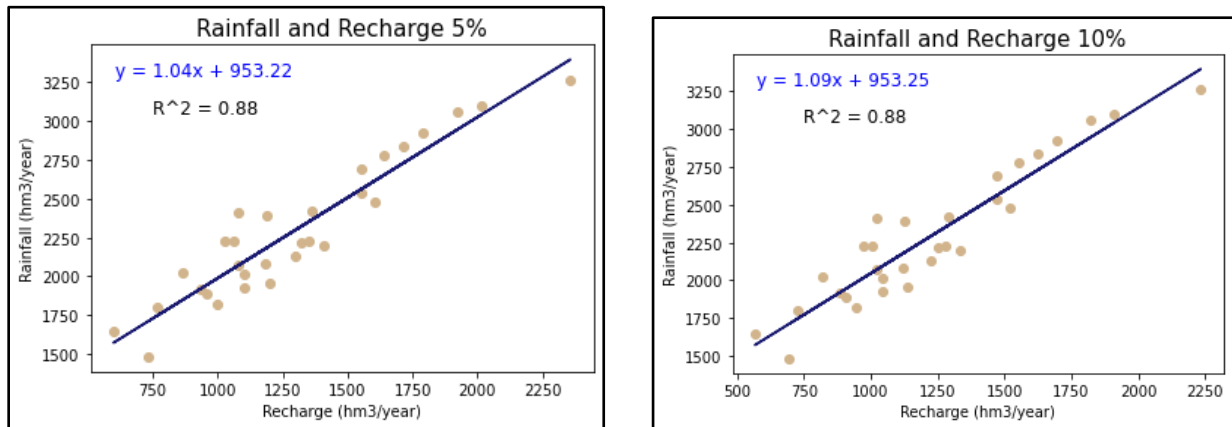 Rainfall and Recharge 5%
y = 1.04x + 953.22
R^2 = 0.88
Rainfall (hm3/year)
3250
3000
2750
2500
2250
2000
1750
1500
750 1000 1250 1500 1750 2000 2250
Recharge (hm3/year)
Rainfall and Recharge 10%
y = 1.09x + 953.25
R^2 = 0.88
Rainfall (hm3/year)
3250
3000
2750
2500
2250
2000
1750
1500
500 750 1000 1250 1500 1750 2000 2250
Recharge (hm3/year)